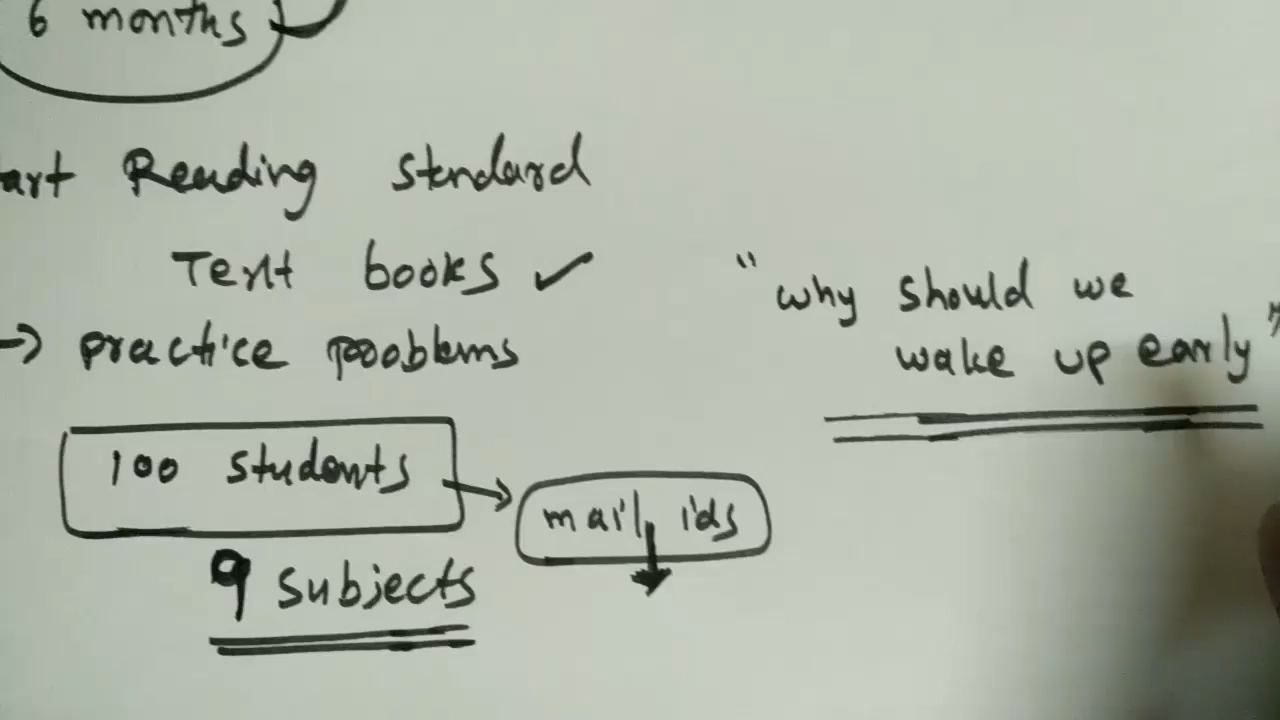 6 months
art Reading standard
Text books ✓
→ practice problems
"why should we
wake up early"
100 students → mail ids
9 subjects